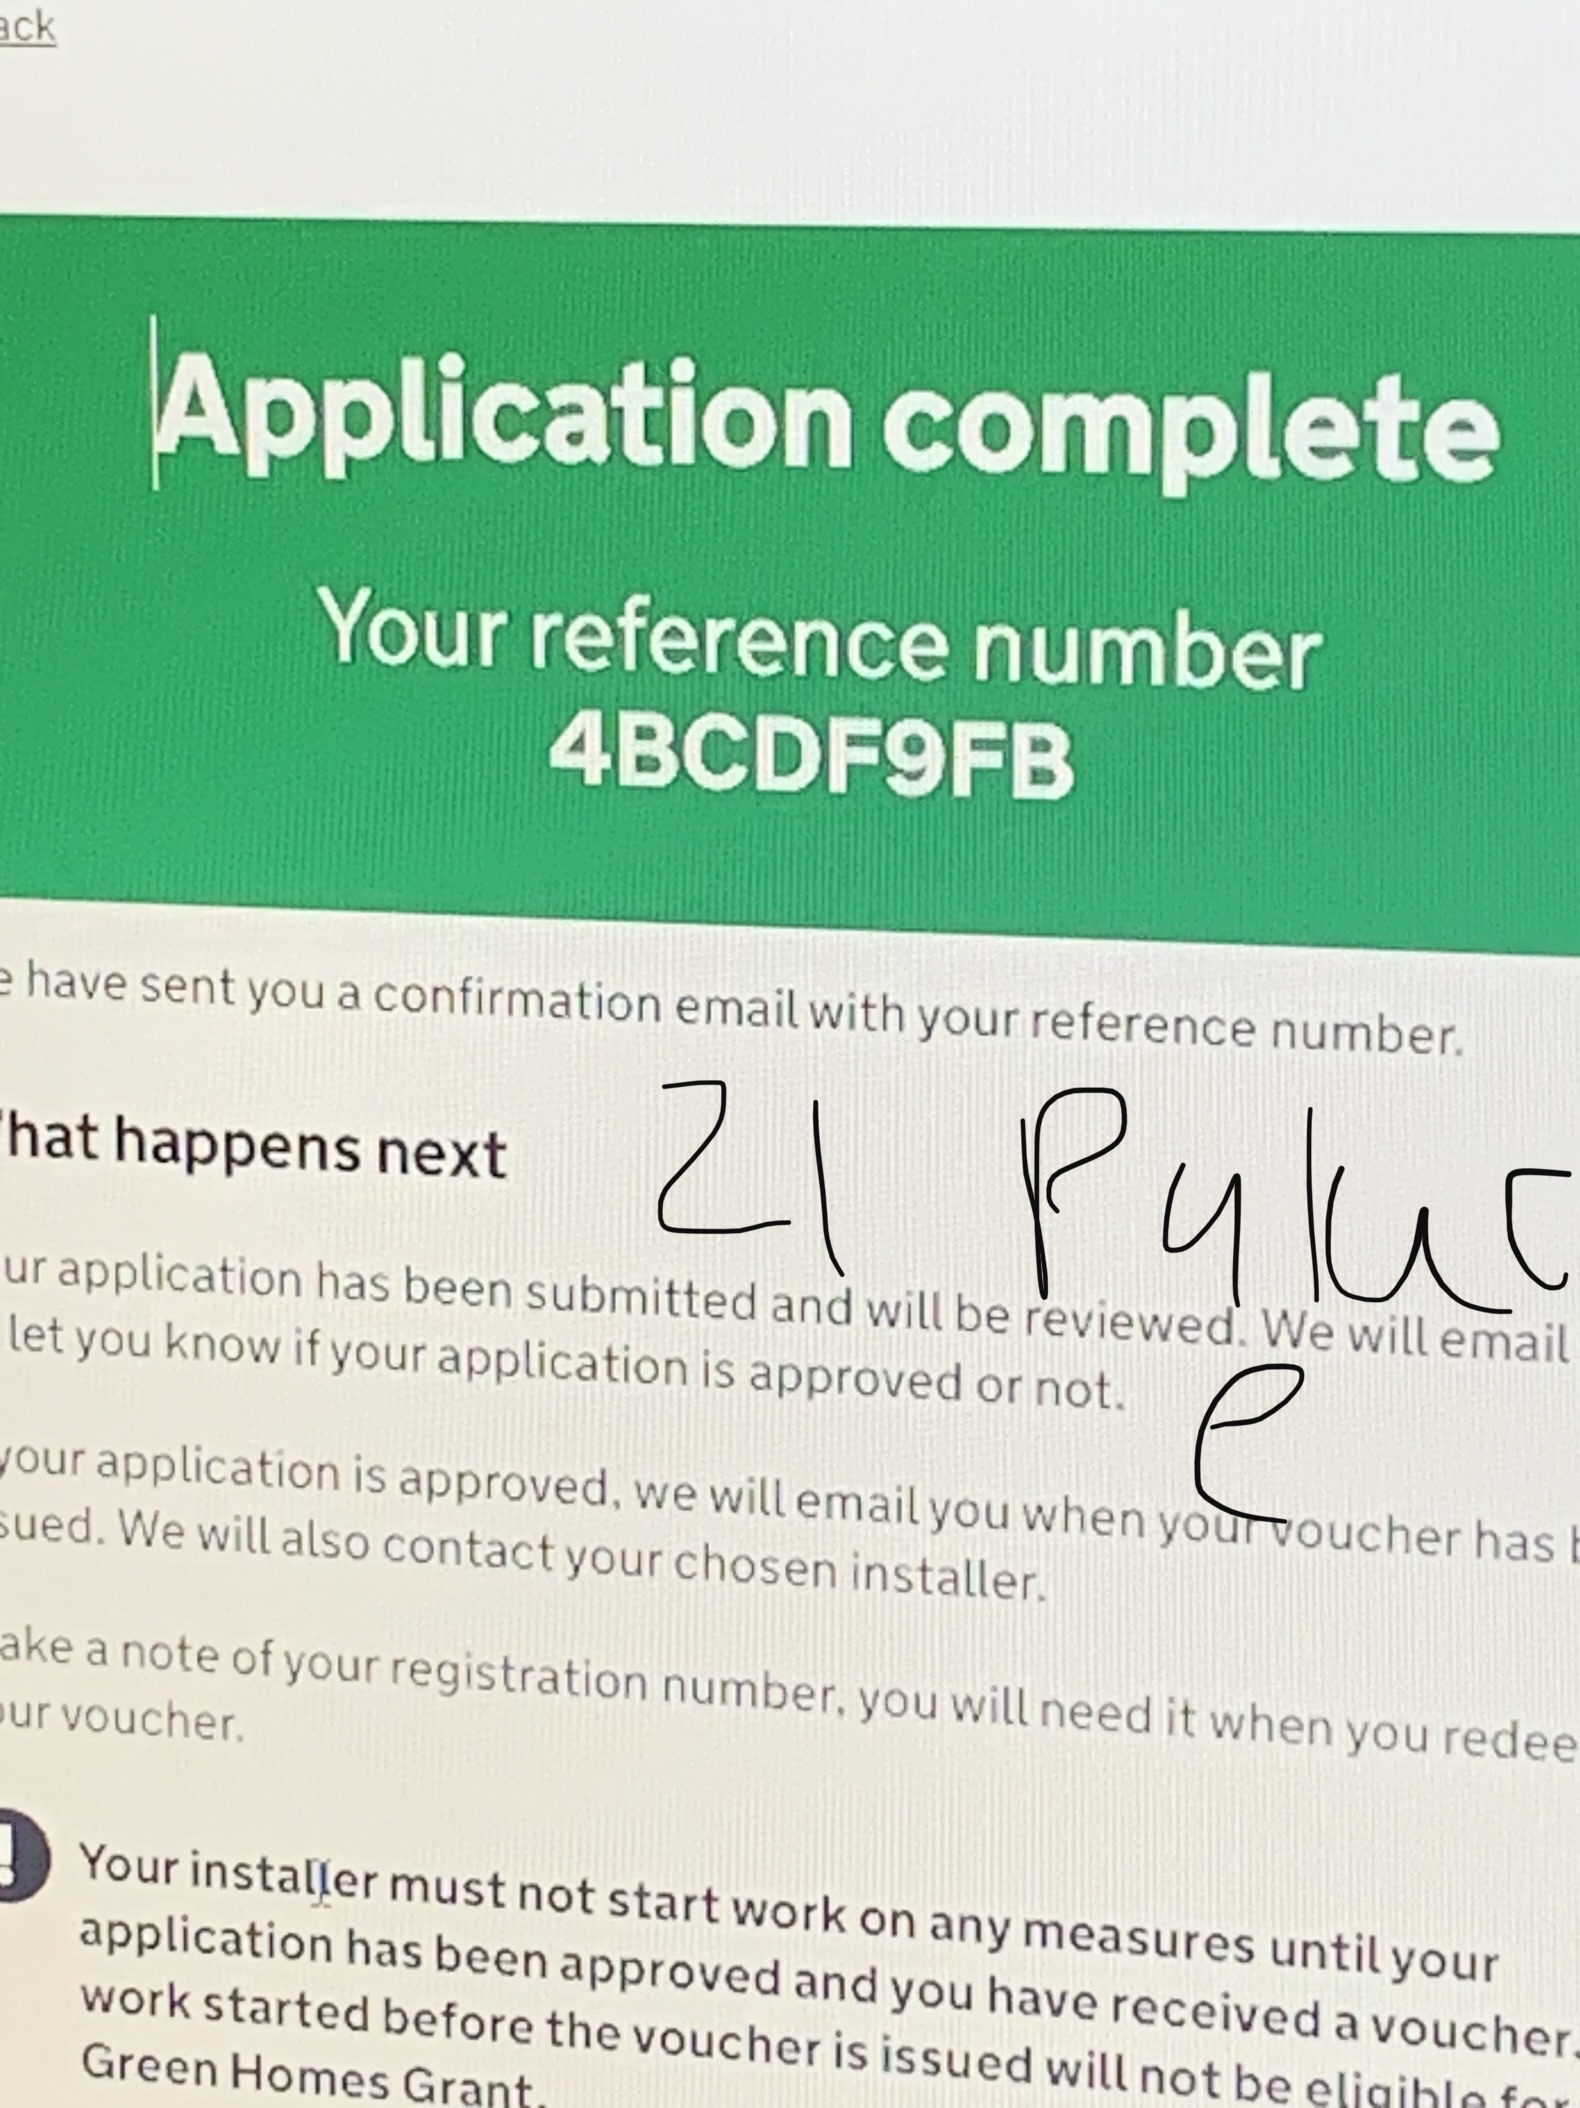 ack
Application complete
Your reference number
4BCDF9FB
e have sent you a confirmation email with your reference number.
hat happens next
21
ur application has been submitted and will be reviewed. We will email
let you know if your application is approved or not.
e
your application is approved, we will email you when your voucher has b
sued. We will also contact your chosen installer.
ake a note of your registration number, you will need it when you redee
our voucher.
! Your installer must not start work on any measures until your
application has been approved and you have received a voucher.
work started before the voucher is issued will not be eligible for
Green Homes Grant.